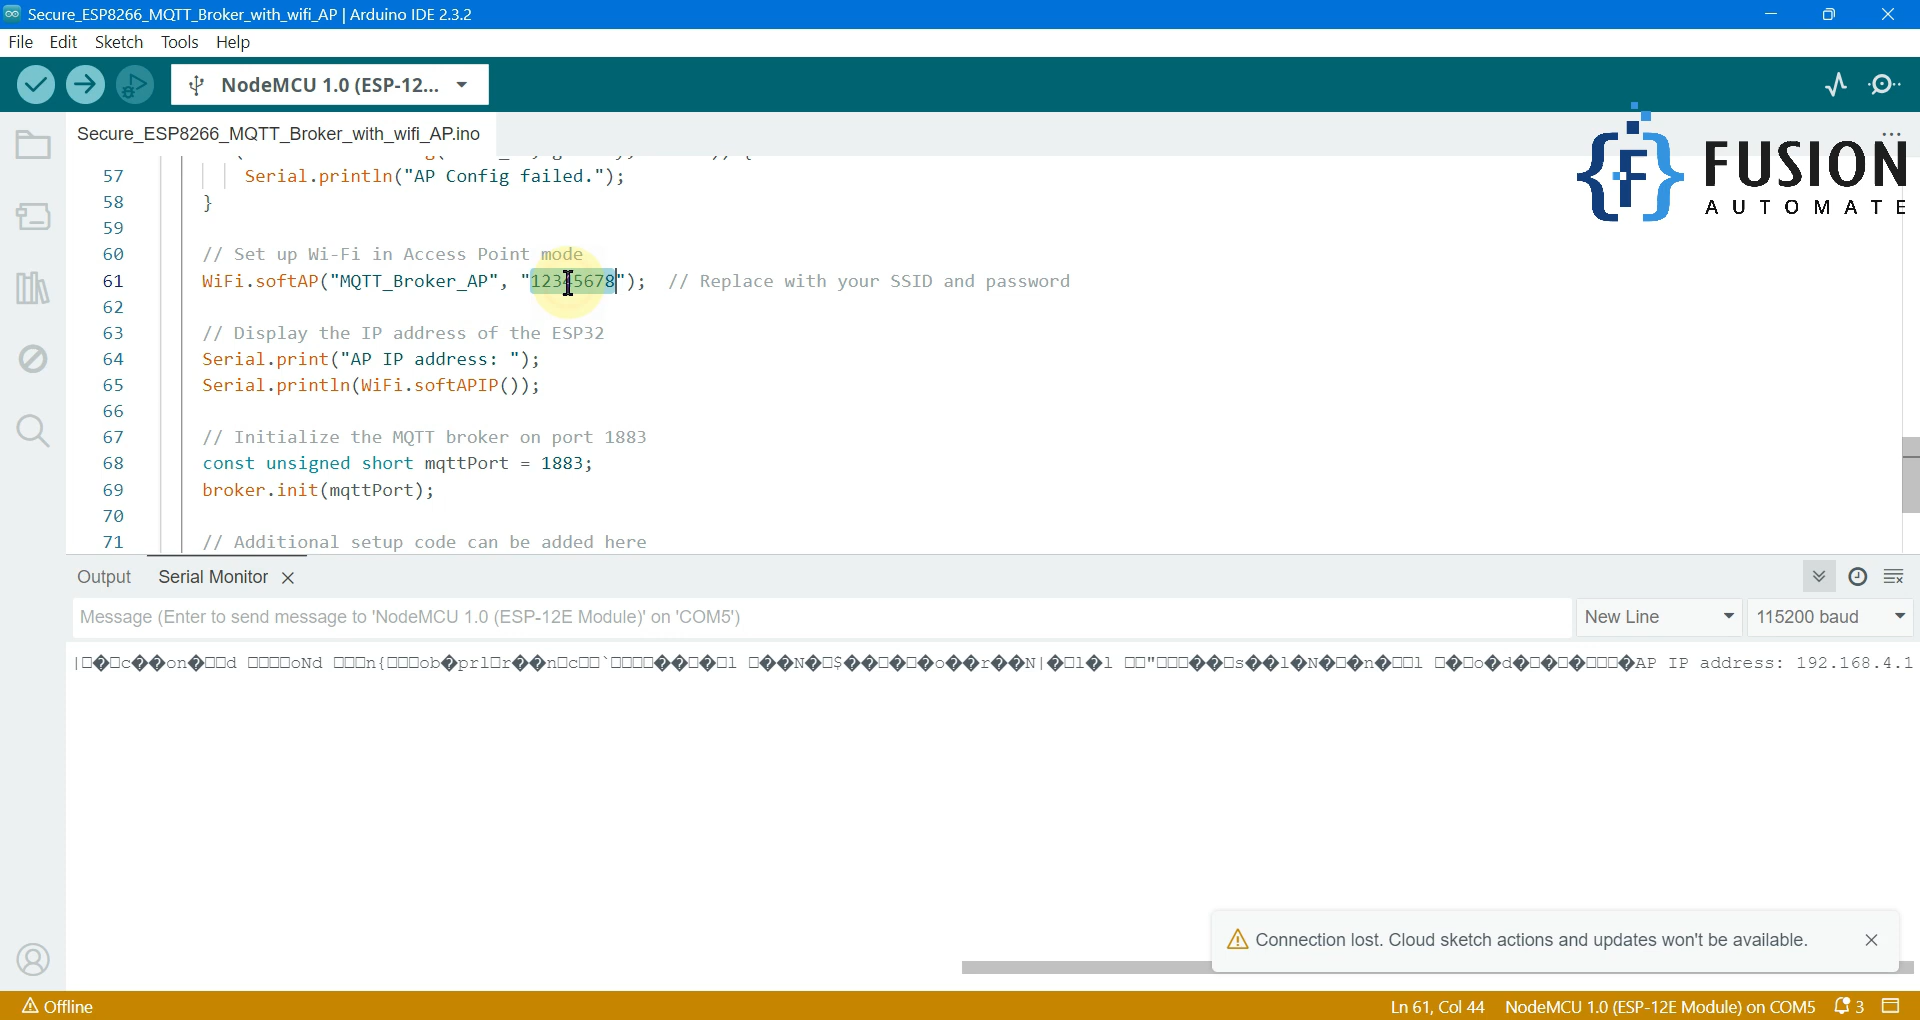 Secure_ESP8266_MQTT_Broker_with_wifi_AP | Arduino IDE 2.3.2
File Edit Sketch Tools Help
NodeMCU 1.0 (ESP-12...
Secure_ESP8266_MQTT_Broker_with_wifi_AP.ino
...
FUSION
AUTOMATE
57 Serial.println("AP Config failed.");
58 }
59
60 // Set up Wi-Fi in Access Point mode
61 WiFi.softAP("MQTT_Broker_AP", "12345678"); // Replace with your SSID and password
62
63 // Display the IP address of the ESP32
64 Serial.print("AP IP address: ");
65 Serial.println(WiFi.softAPIP());
66
67 // Initialize the MQTT broker on port 1883
68 const unsigned short mqttPort = 1883;
69 broker.init(mqttPort);
70
71 // Additional setup code can be added here
Output Serial Monitor
Message (Enter to send message to 'NodeMCU 1.0 (ESP-12E Module)' on 'COM5')
New Line 115200 baud
AP IP address: 192.168.4.1
Connection lost. Cloud sketch actions and updates won't be available.
Offline
Ln 61, Col 44 NodeMCU 1.0 (ESP-12E Module) on COM5 3